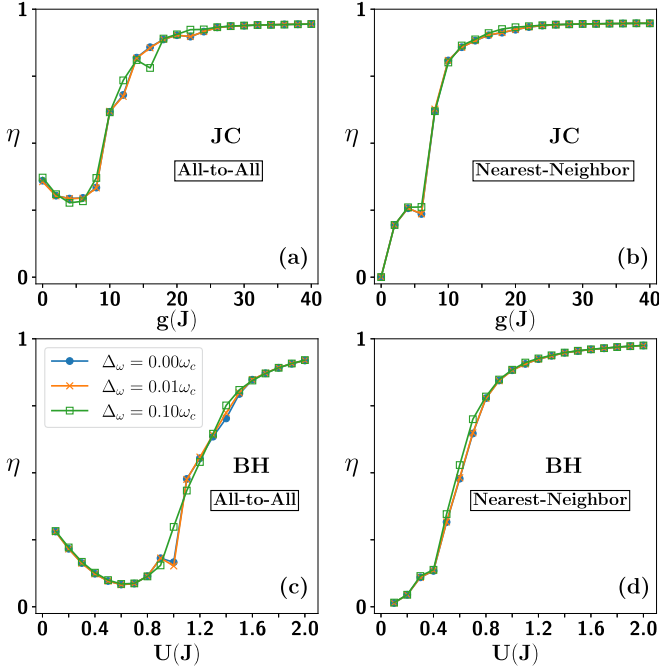 1
η
0
JC
All-to-All
(a)
0 10 20 30 40
g(J)
1
η
0
JC
Nearest-Neighbor
(b)
0 10 20 30 40
g(J)
1
η
0
Δω = 0.00ωc
Δω = 0.01ωc
Δω = 0.10ωc
BH
All-to-All
(c)
0 0.4 0.8 1.2 1.6 2.0
U(J)
1
η
0
BH
Nearest-Neighbor
(d)
0 0.4 0.8 1.2 1.6 2.0
U(J)